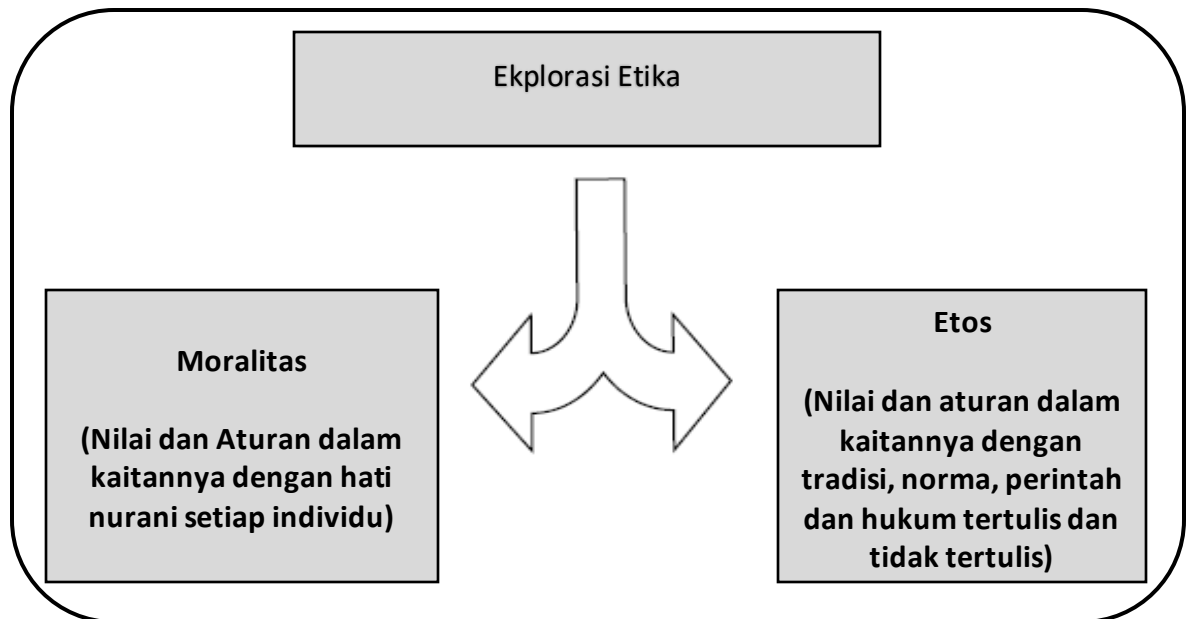 Ekplorasi Etika
Moralitas
(Nilai dan Aturan dalam
kaitannya dengan hati
nurani setiap individu)
Etos
(Nilai dan aturan dalam
kaitannya dengan
tradisi, norma, perintah
dan hukum tertulis dan
tidak tertulis)